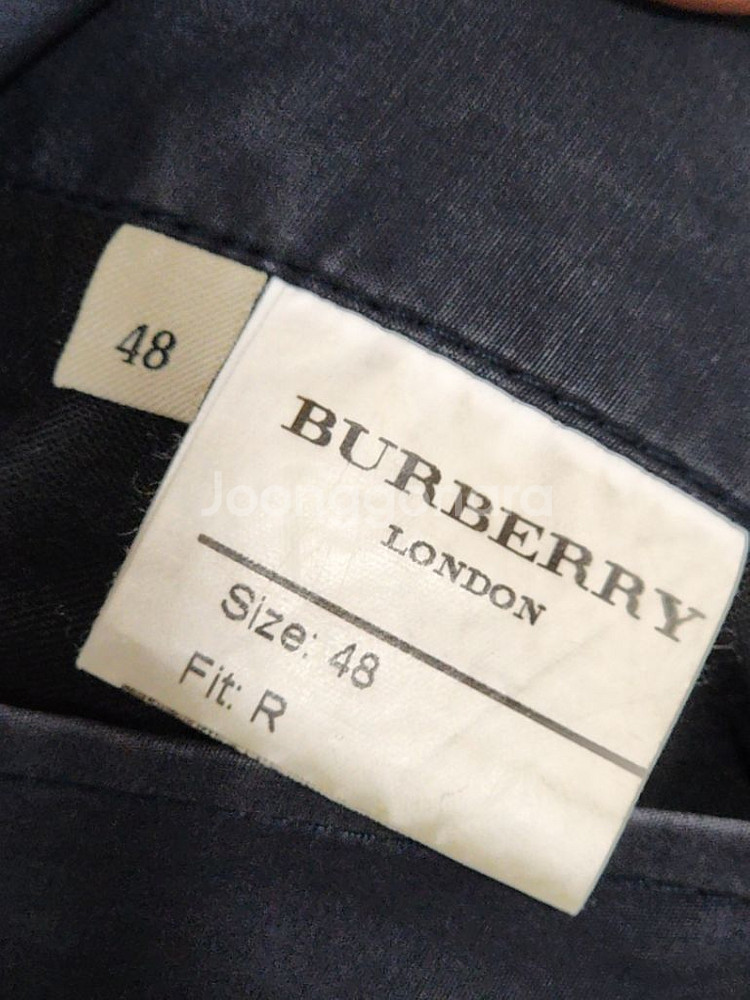 48
BURBERRY
LONDON
Size: 48
Fit: R
Joonggonara